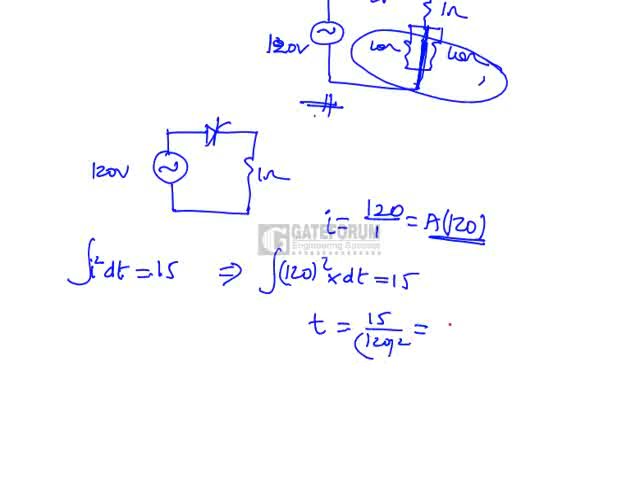 1Ω
120V
10Ω 10Ω
120V 1Ω
i = 120/1 = A(120)
GATEFORUM
Engineering Success
∫i²dt = 15 ⇒ ∫(120)² x dt = 15
t = 15/(120)² =